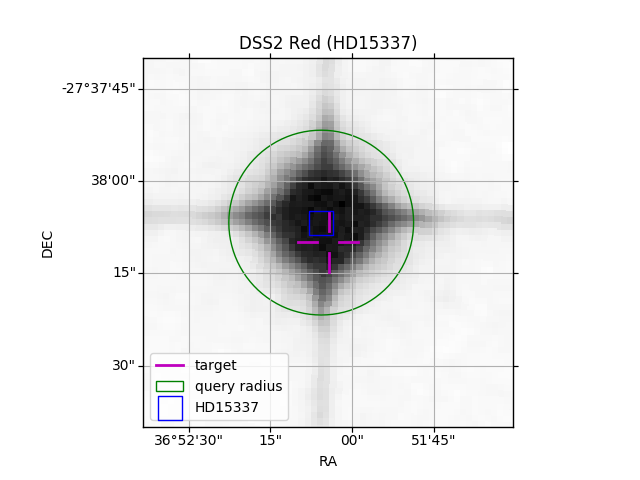 DSS2 Red (HD15337)
-27°37'45"
38'00"
15"
30"
DEC
target
query radius
HD15337
36°52'30" 15" 00" 51'45"
RA